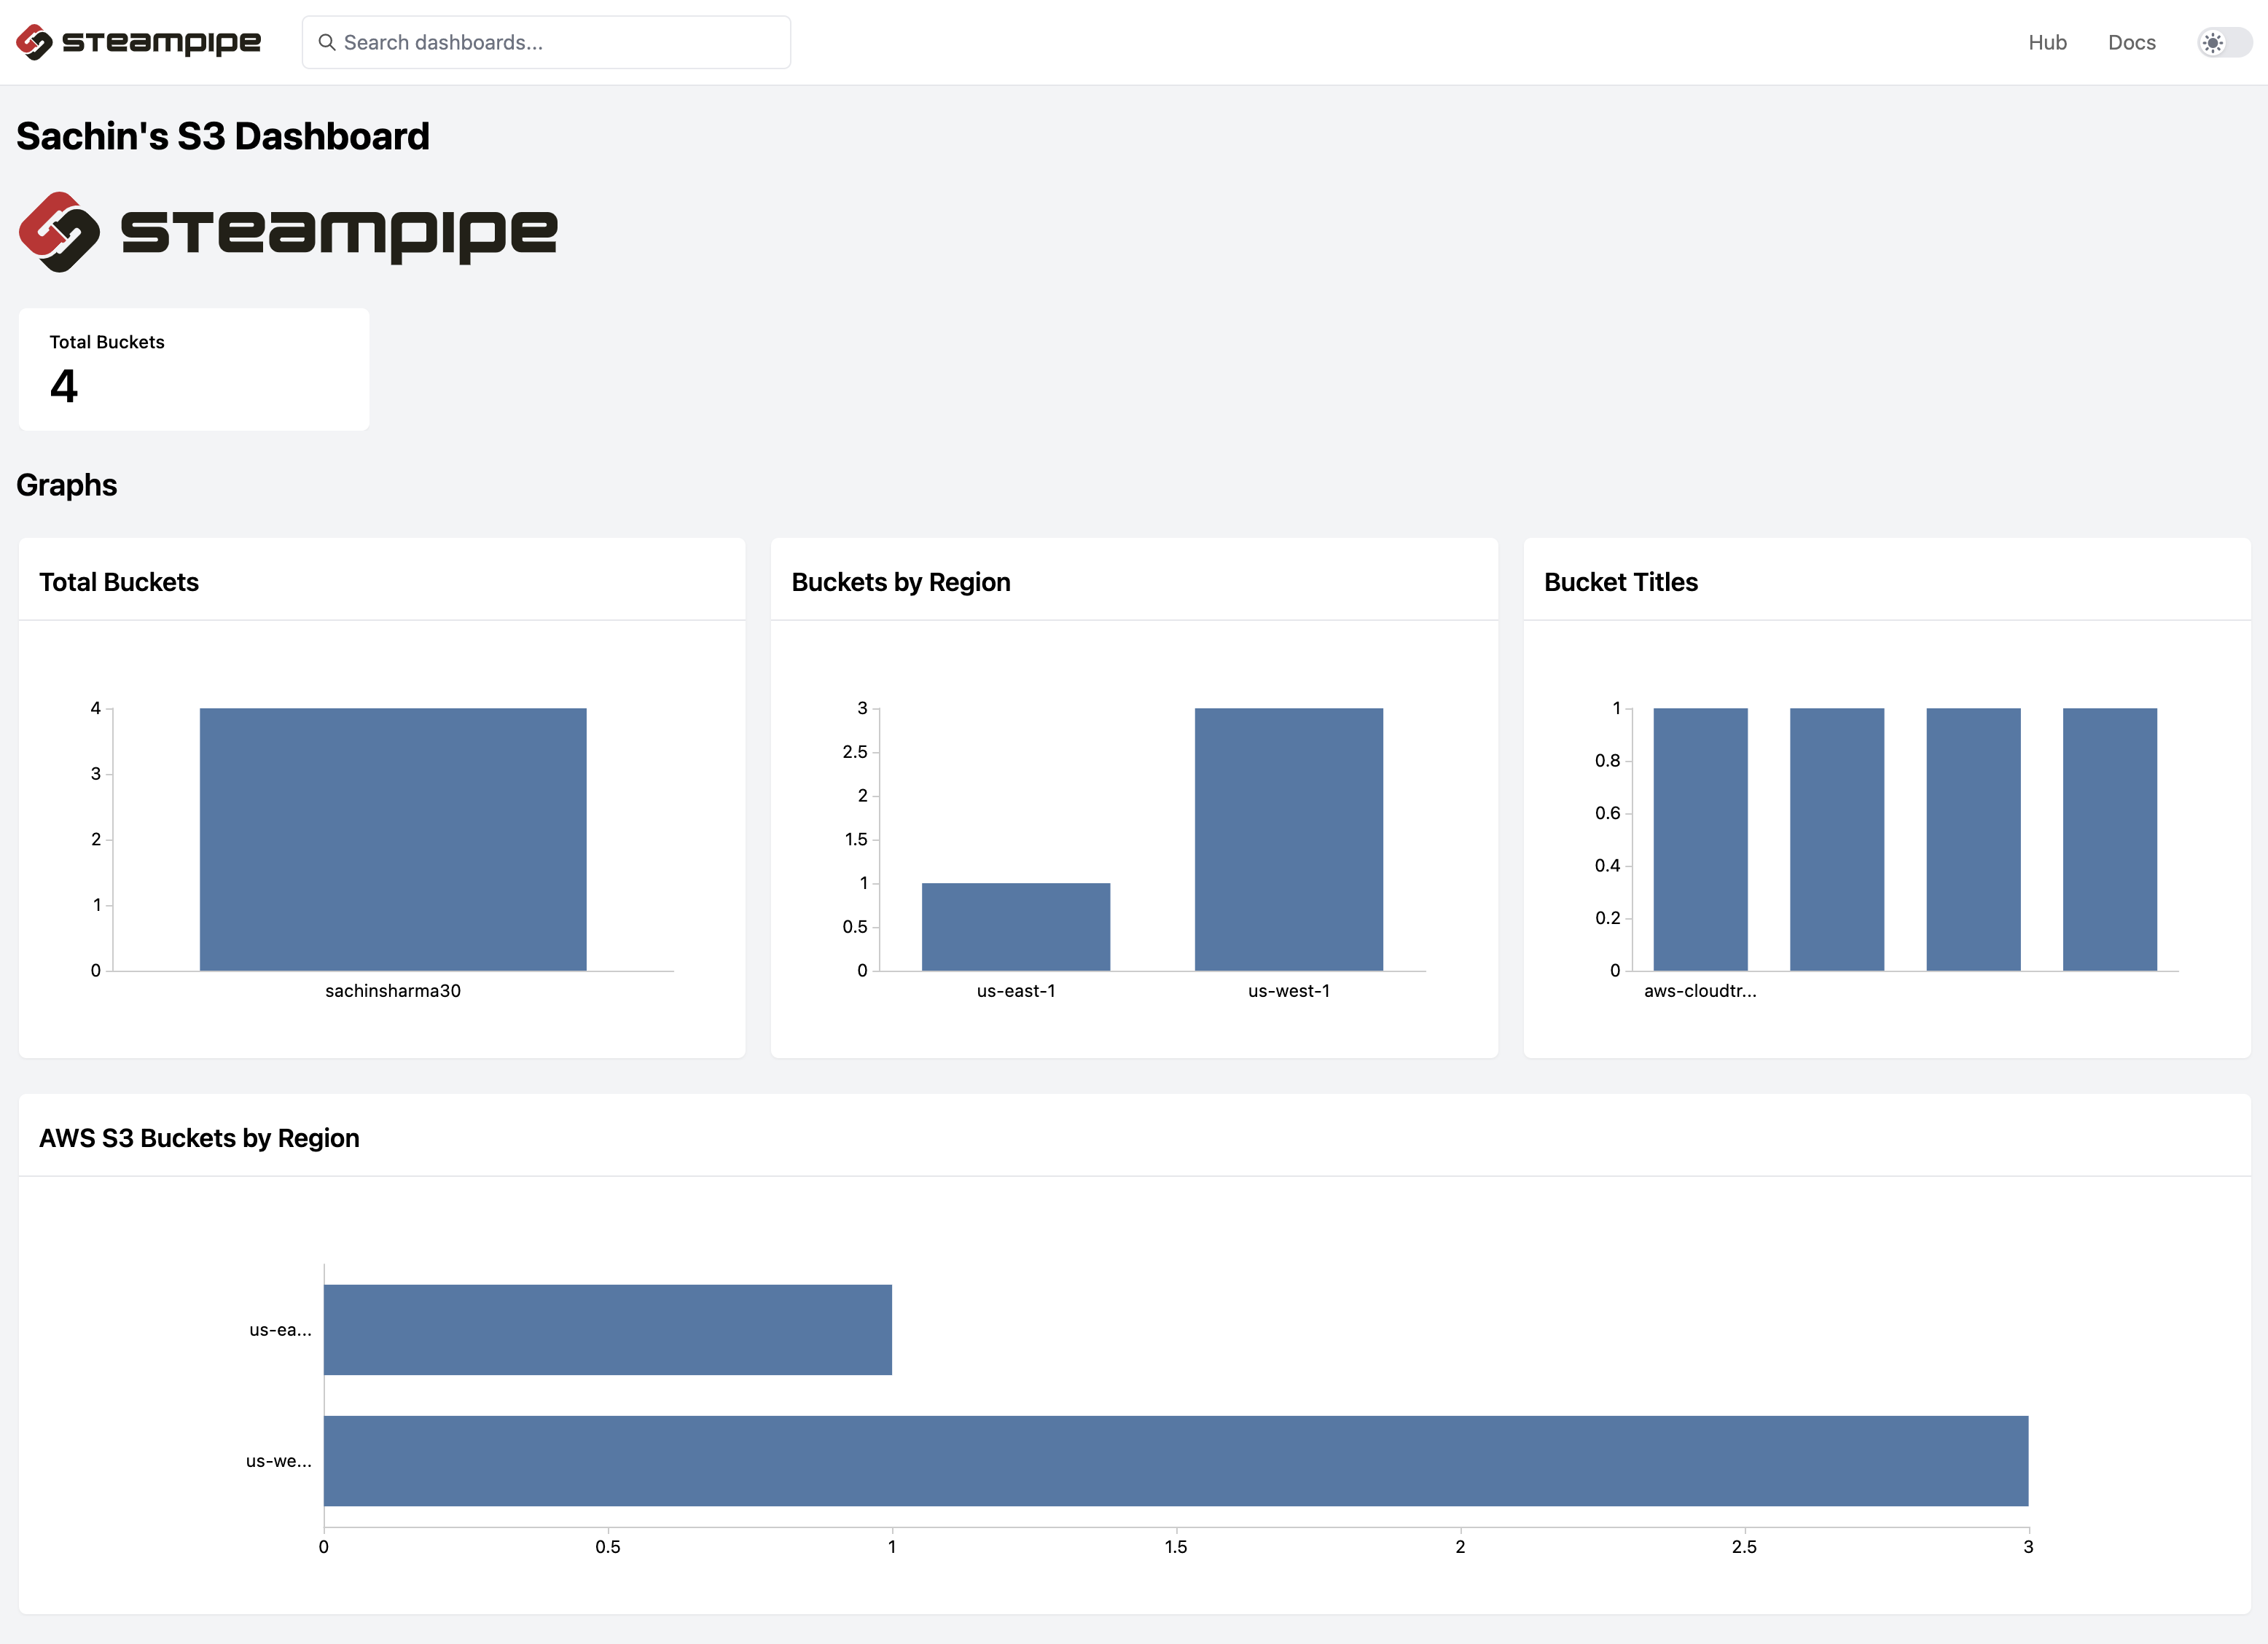 steampipe
Search dashboards...
Hub
Docs
Sachin's S3 Dashboard
steampipe
Total Buckets
4
Graphs
Total Buckets
4
3
2
1
0
sachinsharma30
Buckets by Region
3
2.5
2
1.5
1
0.5
0
us-east-1
us-west-1
Bucket Titles
1
0.8
0.6
0.4
0.2
0
aws-cloudtr...
AWS S3 Buckets by Region
us-ea...
us-we...
0
0.5
1
1.5
2
2.5
3